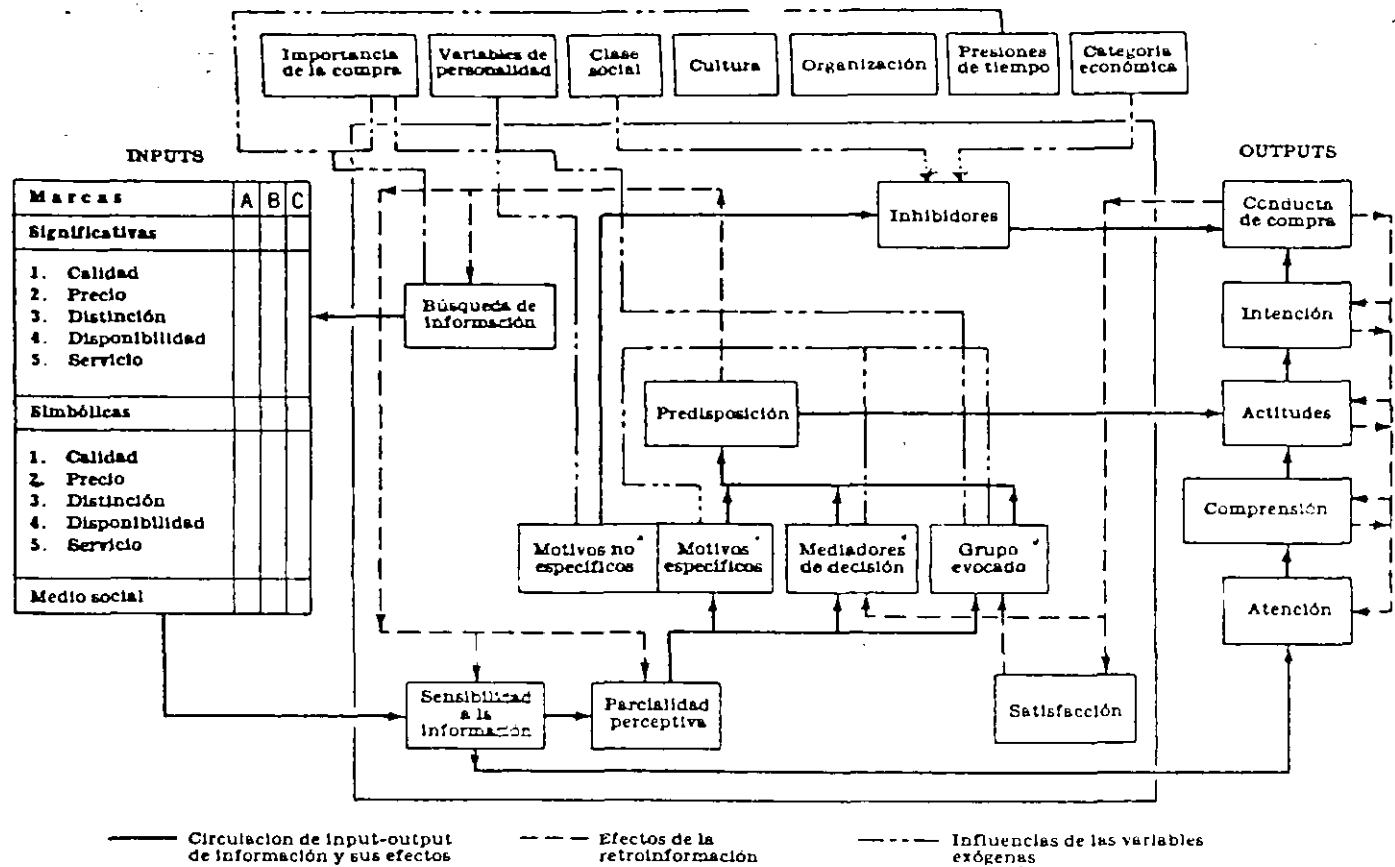 Importancia
de la compra
Variables de
personalidad
Clase
social
Cultura
Organización
Presiones
de tiempo
Categoría
económica
INPUTS
OUTPUTS
Marcas A B C
Significativas
1. Calidad
2. Precio
3. Distinción
4. Disponibilidad
5. Servicio
Simbólicas
1. Calidad
2. Precio
3. Distinción
4. Disponibilidad
5. Servicio
Medio social
Inhibidores
Conducta
de compra
Búsqueda de
información
Intención
Predisposición
Actitudes
Comprensión
Motivos no
específicos
Motivos
específicos
Mediadores
de decisión
Grupo
evocado
Atención
Sensibilidad
a la
información
Parcialidad
perceptiva
Satisfacción
Circulacion de input-output
de información y sus efectos
Efectos de la
retroinformación
Influencias de las variables
exógenas